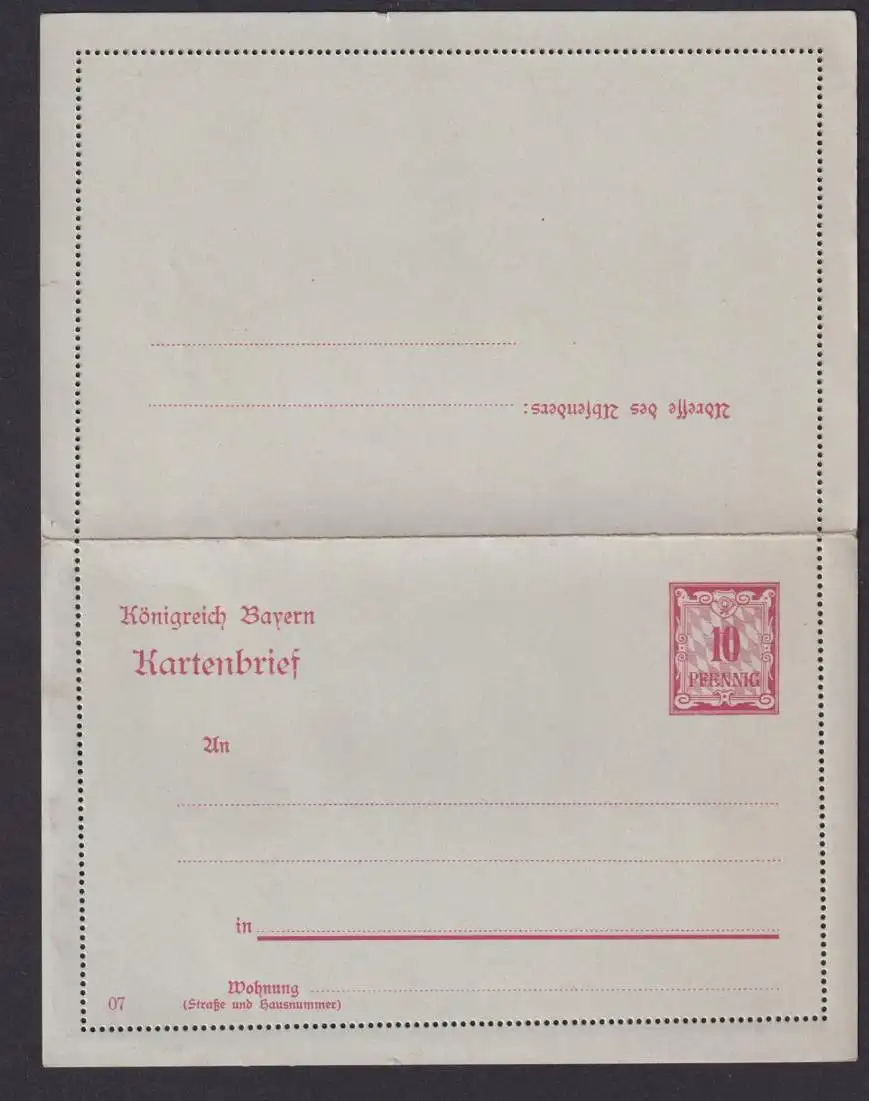 Adresse des Absenders:
Königreich Bayern
Kartenbrief
10
PFENNIG
An
in
Wohnung
(Straße und Hausnummer)
07